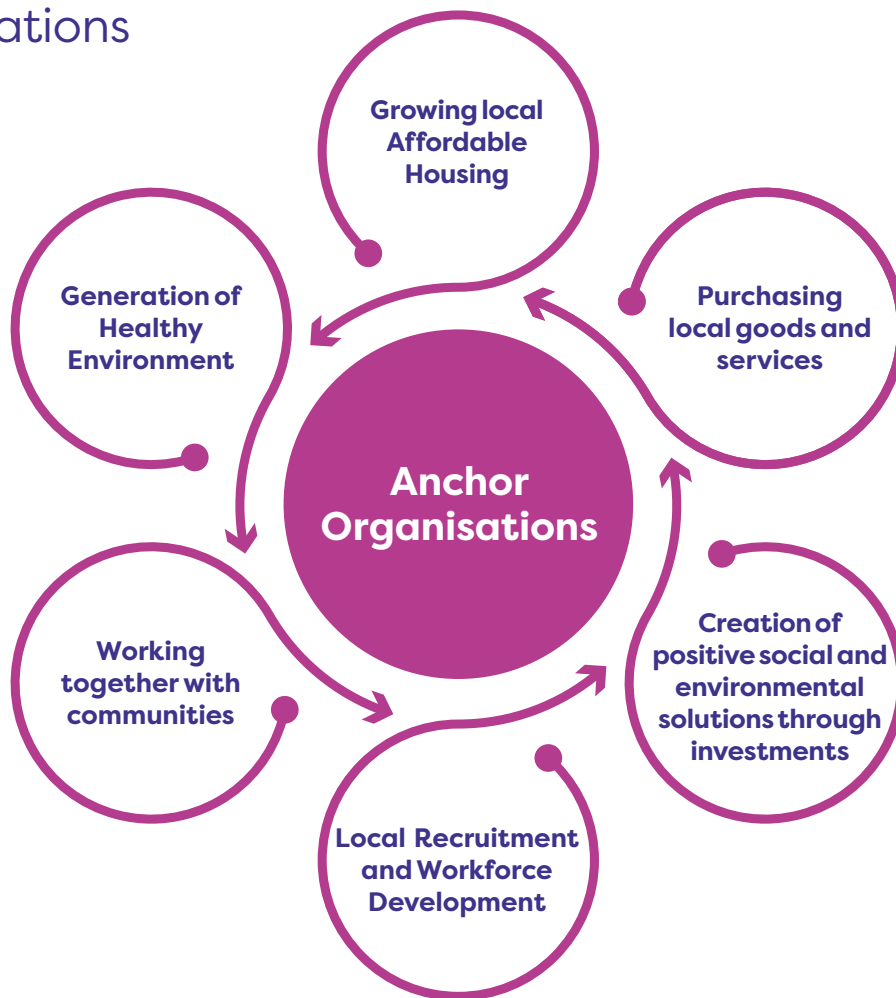 ations
Growing local
Affordable
Housing
Generation of
Healthy
Environment
Purchasing
local goods and
services
Anchor
Organisations
Working
together with
communities
Creation of
positive social and
environmental
solutions through
investments
Local Recruitment
and Workforce
Development